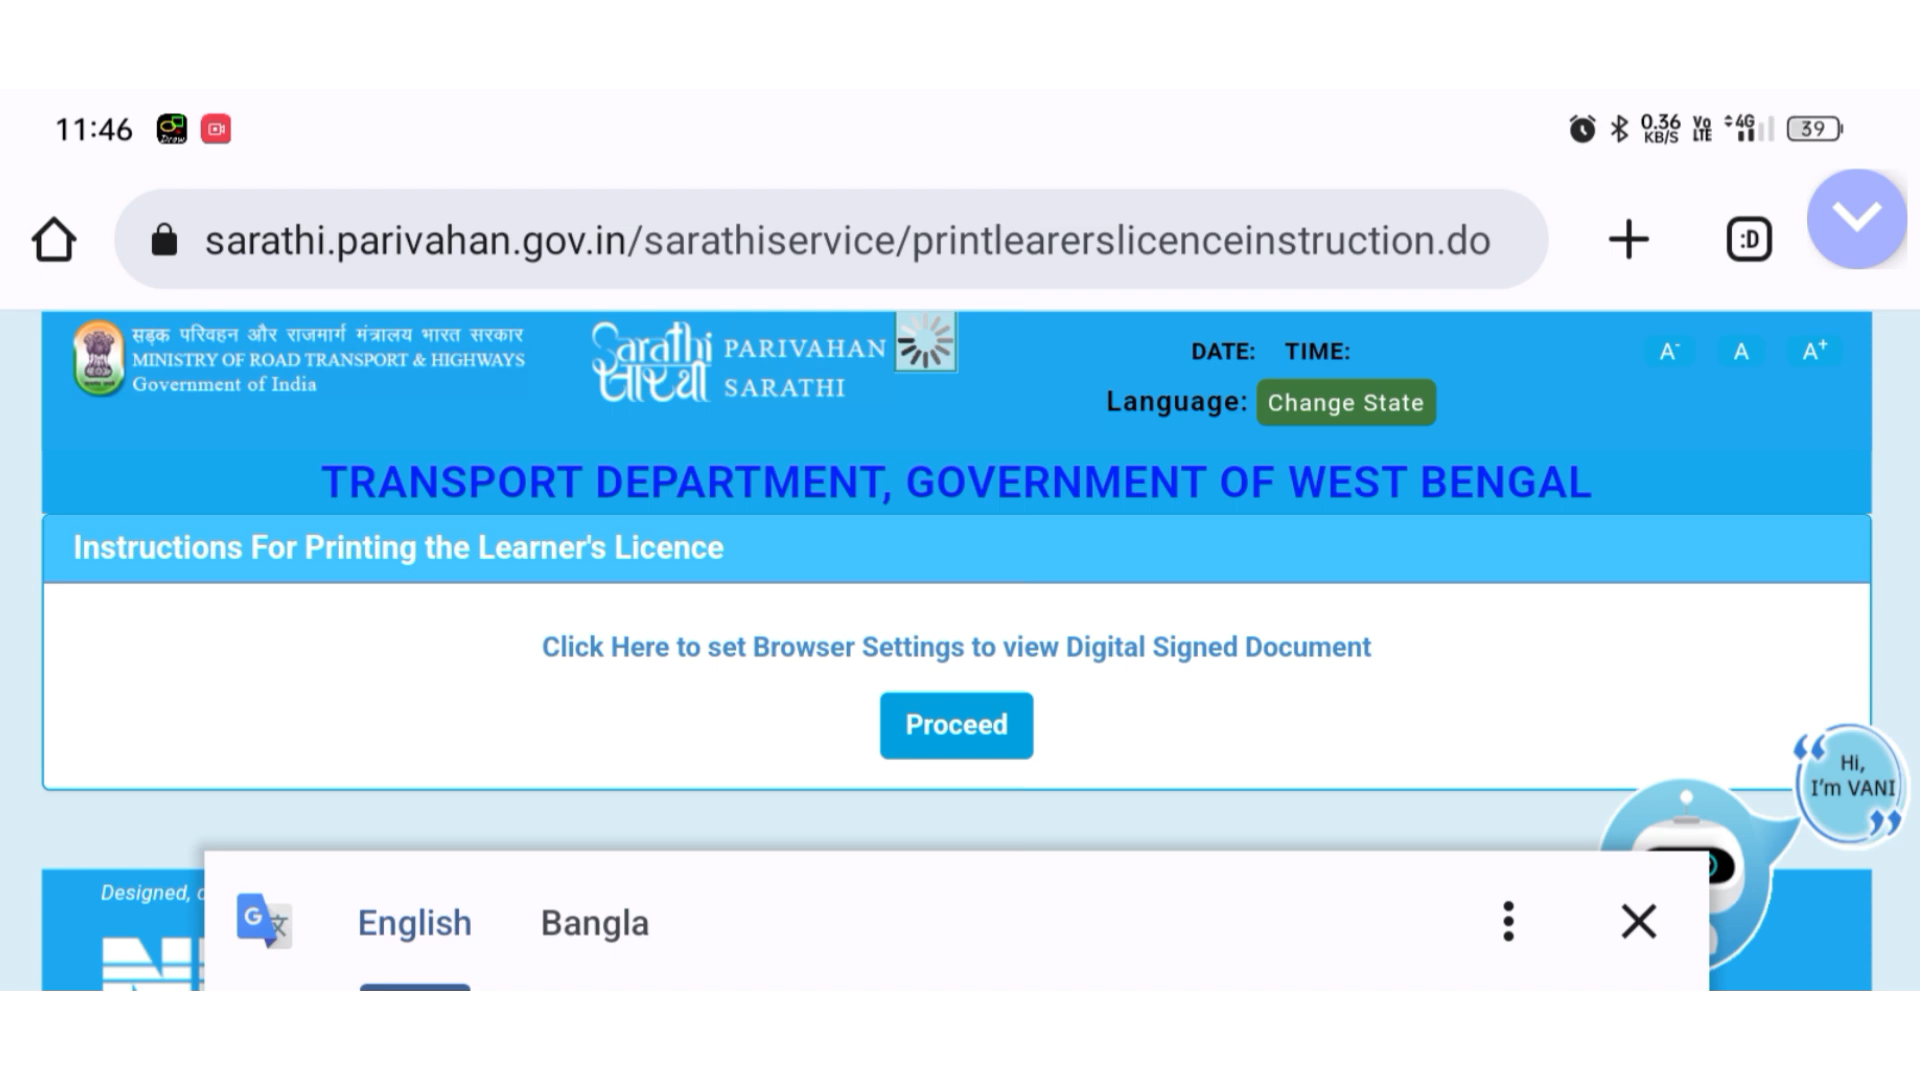 11:46
0.36 KB/S
Vo LTE
4G
39
sarathi.parivahan.gov.in/sarathiservice/printlearerslicenceinstruction.do
:D
सड़क परिवहन और राजमार्ग मंत्रालय भारत सरकार
MINISTRY OF ROAD TRANSPORT & HIGHWAYS
Government of India
Sarathi
सारथी
PARIVAHAN
SARATHI
DATE: TIME:
Language: Change State
A- A A+
TRANSPORT DEPARTMENT, GOVERNMENT OF WEST BENGAL
Instructions For Printing the Learner's Licence
Click Here to set Browser Settings to view Digital Signed Document
Proceed
Hi,
I'm VANI
Designed,
English Bangla